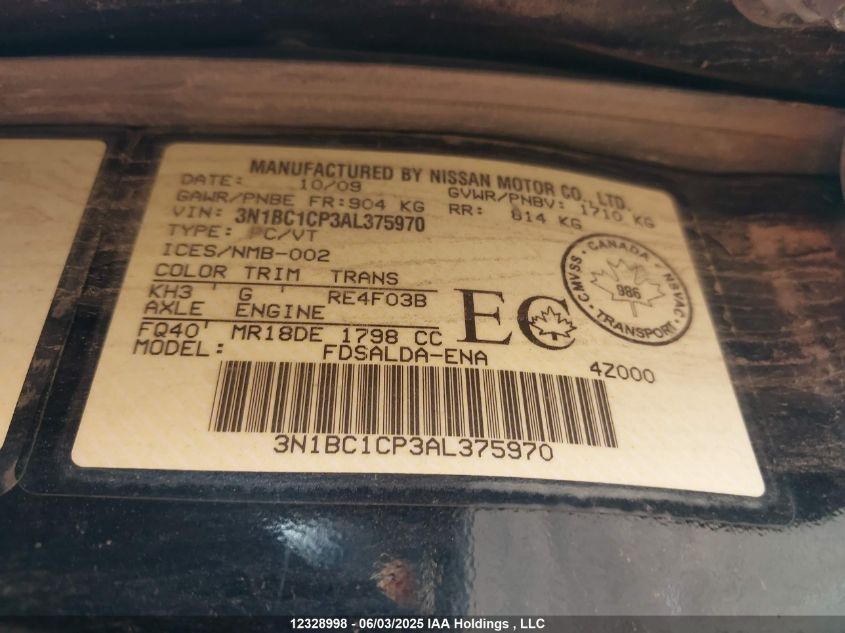 MANUFACTURED BY NISSAN MOTOR CO., LTD.
DATE: 10/09 GVWR/PNBV: 1710 KG
GAWR/PNBE FR: 904 KG RR: 814 KG
VIN: 3N1BC1CP3AL375970
TYPE: PC/VT
ICES/NMB-002
COLOR TRIM TRANS
KH3 ' G ' RE4F03B
AXLE ENGINE
FQ40' MR18DE 1798 CC
MODEL: FDSALDA-ENA
4Z000
EC
CANADA
CMVSS · NSVAC
986
TRANSPORT
3N1BC1CP3AL375970
12328998 - 06/03/2025 IAA Holdings , LLC